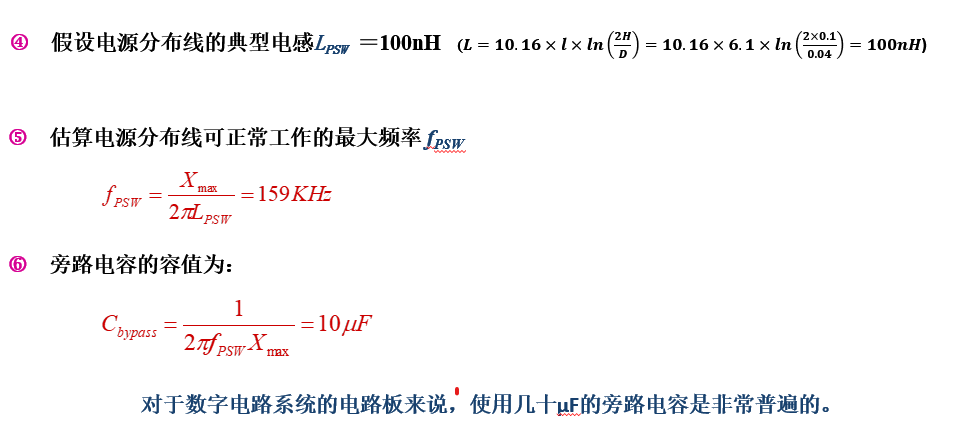 ④ 假设电源分布线的典型电感L_PSW ＝100nH (L = 10.16 × l × ln(2H/D) = 10.16 × 6.1 × ln(2×0.1/0.04) = 100nH)
⑤ 估算电源分布线可正常工作的最大频率f_PSW
f_PSW = X_max / 2πL_PSW = 159KHz
⑥ 旁路电容的容值为：
C_bypass = 1 / 2πf_PSW X_max = 10μF
对于数字电路系统的电路板来说，使用几十μF的旁路电容是非常普遍的。